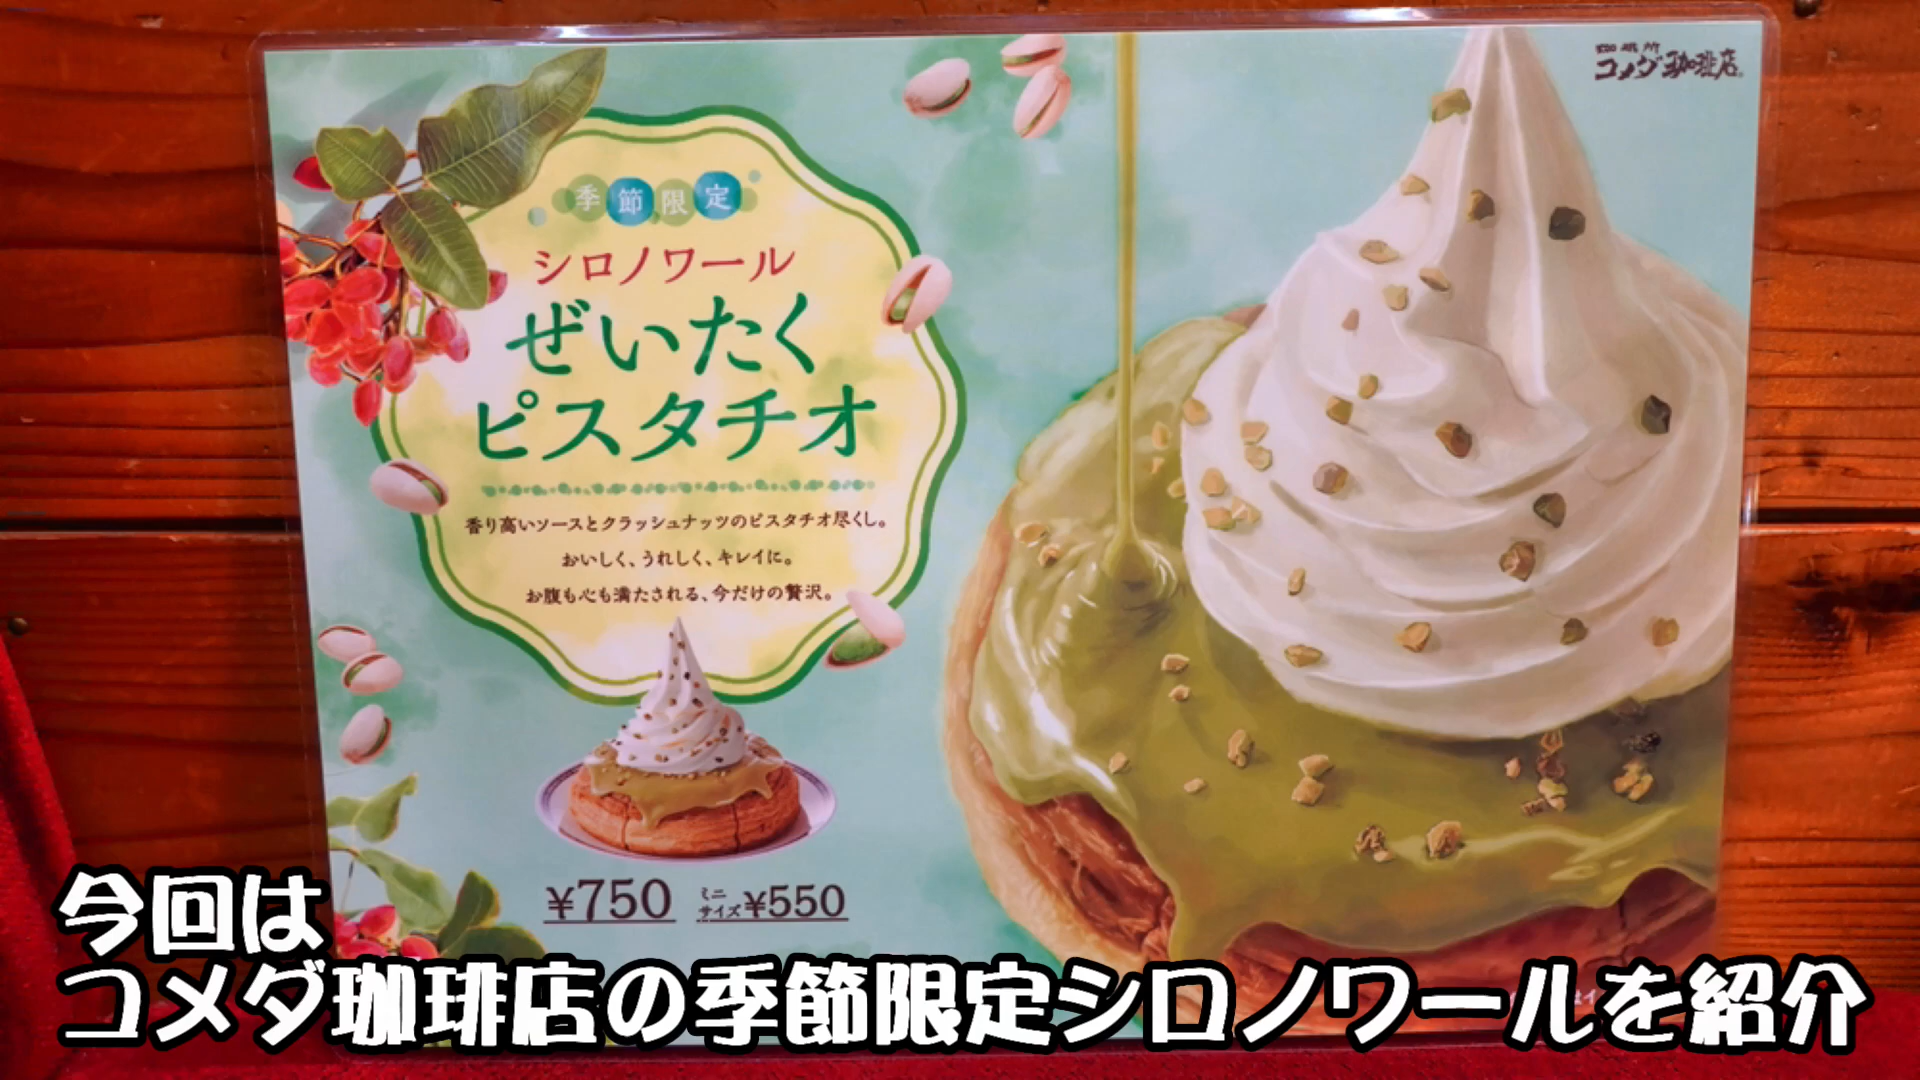 珈琲所
コメダ珈琲店
季節限定
シロノワール
ぜいたく
ピスタチオ
香り高いソースとクラッシュナッツのピスタチオ尽くし。
おいしく、うれしく、キレイに。
お腹も心も満たされる、今だけの贅沢。
¥750 ミニサイズ¥550
今回は
コメダ珈琲店の季節限定シロノワールを紹介